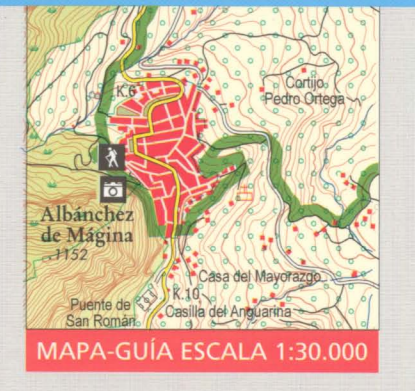 K.6
Cortijo
Pedro Ortega
Albánchez
de Mágina
1152
Casa del Mayorazgo
K.10
Puente de
San Román
Casilla del Anguarina
MAPA-GUÍA ESCALA 1:30.000